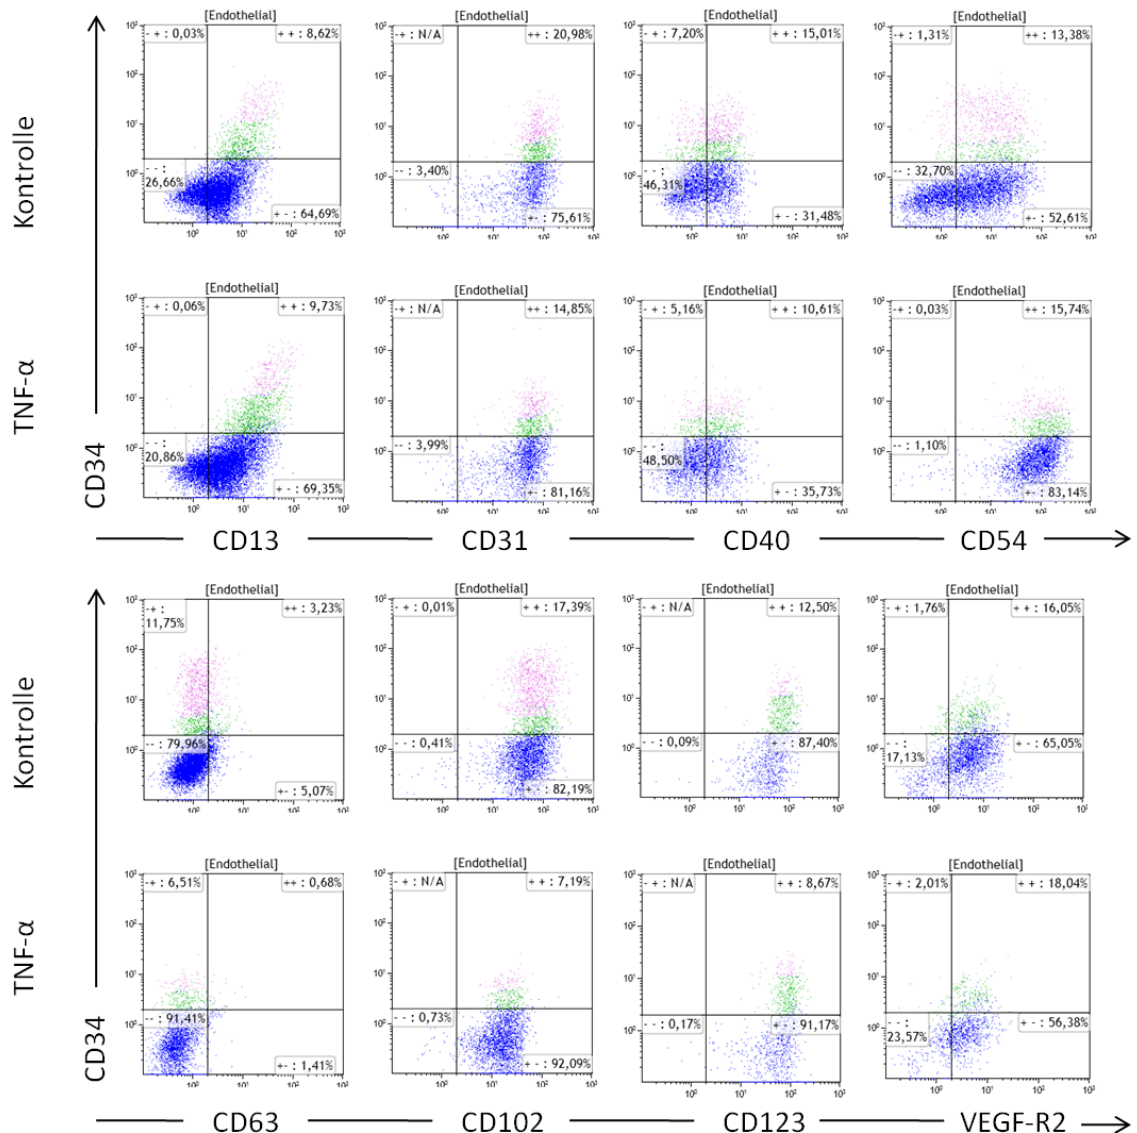 [Endothelial] [Endothelial] [Endothelial] [Endothelial]
- + : 0,03% ++ : 8,62% -+ : N/A ++ : 20,98% - + : 7,20% ++ : 15,01% -+ : 1,31% ++ : 13,38%
- - : 26,66% -- : 3,40% - - : 46,31% -- : 32,70%
+ - : 64,69% +- : 75,61% + - : 31,48% +- : 52,61%
Kontrolle
[Endothelial] [Endothelial] [Endothelial] [Endothelial]
- + : 0,06% ++ : 9,73% -+ : N/A ++ : 14,85% - + : 5,16% ++ : 10,61% -+ : 0,03% ++ : 15,74%
- - : 20,86% -- : 3,99% - - : 48,50% -- : 1,10%
+ - : 69,35% +- : 81,16% + - : 35,73% +- : 83,14%
TNF-α
CD34
CD13 CD31 CD40 CD54
[Endothelial] [Endothelial] [Endothelial] [Endothelial]
-+ : 11,75% ++ : 3,23% - + : 0,01% ++ : 17,39% - + : N/A ++ : 12,50% - + : 1,76% ++ : 16,05%
-- : 79,96% - - : 0,41% - - : 0,09% - - : 17,13%
+- : 5,07% + - : 82,19% + - : 87,40% + - : 65,05%
Kontrolle
[Endothelial] [Endothelial] [Endothelial] [Endothelial]
-+ : 6,51% ++ : 0,68% - + : N/A ++ : 7,19% - + : N/A ++ : 8,67% - + : 2,01% ++ : 18,04%
-- : 91,41% - - : 0,73% - - : 0,17% - - : 23,57%
+- : 1,41% + - : 92,09% + - : 91,17% + - : 56,38%
TNF-α
CD34
CD63 CD102 CD123 VEGF-R2